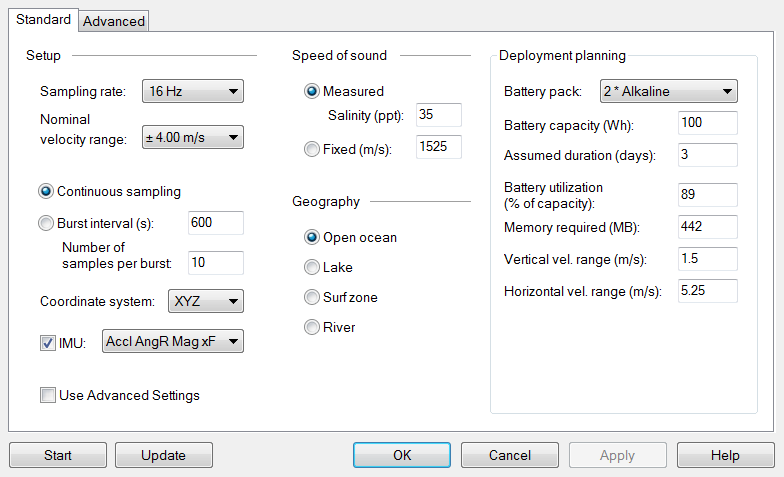 Standard
Advanced
Setup
Sampling rate:
16 Hz
Nominal
velocity range:
± 4.00 m/s
Continuous sampling
Burst interval (s):
600
Number of
samples per burst:
10
Coordinate system:
XYZ
IMU:
Accl AngR Mag xF
Use Advanced Settings
Speed of sound
Measured
Salinity (ppt):
35
Fixed (m/s):
1525
Geography
Open ocean
Lake
Surf zone
River
Deployment planning
Battery pack:
2 * Alkaline
Battery capacity (Wh):
100
Assumed duration (days):
3
Battery utilization
(% of capacity):
89
Memory required (MB):
442
Vertical vel. range (m/s):
1.5
Horizontal vel. range (m/s):
5.25
Start
Update
OK
Cancel
Apply
Help